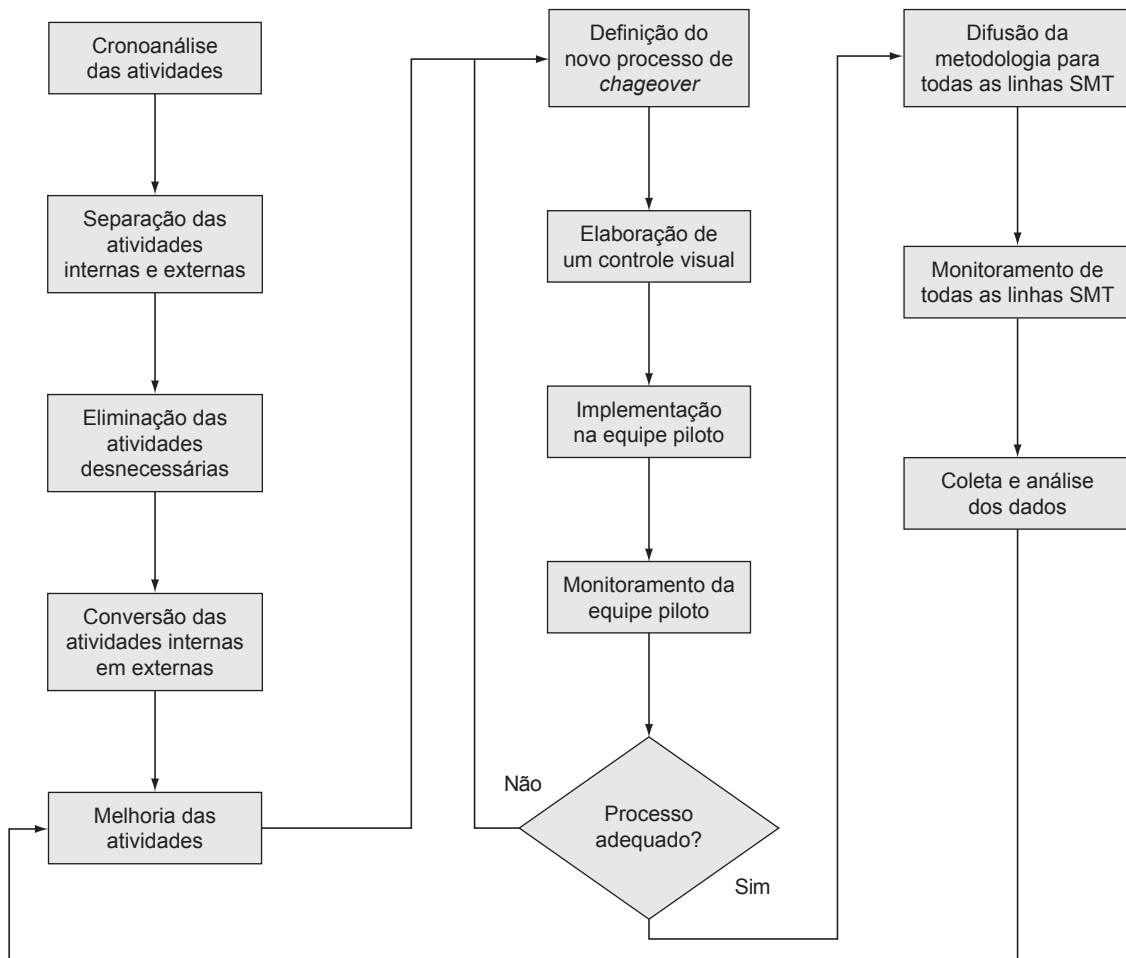 Cronoanálise
das atividades
Separação das
atividades
internas e externas
Eliminação das
atividades
desnecessárias
Conversão das
atividades internas
em externas
Melhoria das
atividades
Definição do
novo processo de
chageover
Elaboração de
um controle visual
Implementação
na equipe piloto
Monitoramento da
equipe piloto
Não
Processo
adequado?
Sim
Difusão da
metodologia para
todas as linhas SMT
Monitoramento de
todas as linhas SMT
Coleta e análise
dos dados